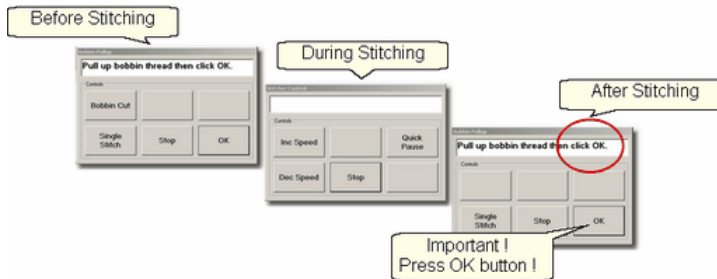 Before Stitching
Bobbin Pullup
Pull up bobbin thread then click OK.
Controls
Bobbin Cut
Single Stitch
Stop
OK
During Stitching
Stitcher Control
Controls
Inc Speed
Quick Pause
Dec Speed
Stop
After Stitching
Bobbin Pullup
Pull up bobbin thread then click OK.
Controls
Single Stitch
Stop
OK
Important !
Press OK button !